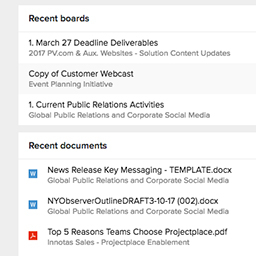 Recent boards
1. March 27 Deadline Deliverables
2017 PV.com & Aux. Websites - Solution Content Updates
Copy of Customer Webcast
Event Planning Initiative
1. Current Public Relations Activities
Global Public Relations and Corporate Social Media
Recent documents
W News Release Key Messaging - TEMPLATE.docx
Global Public Relations and Corporate Social Media
W NYObserverOutlineDRAFT3-10-17 (002).docx
Global Public Relations and Corporate Social Media
Top 5 Reasons Teams Choose Projectplace.pdf
Innotas Sales - Projectplace Enablement